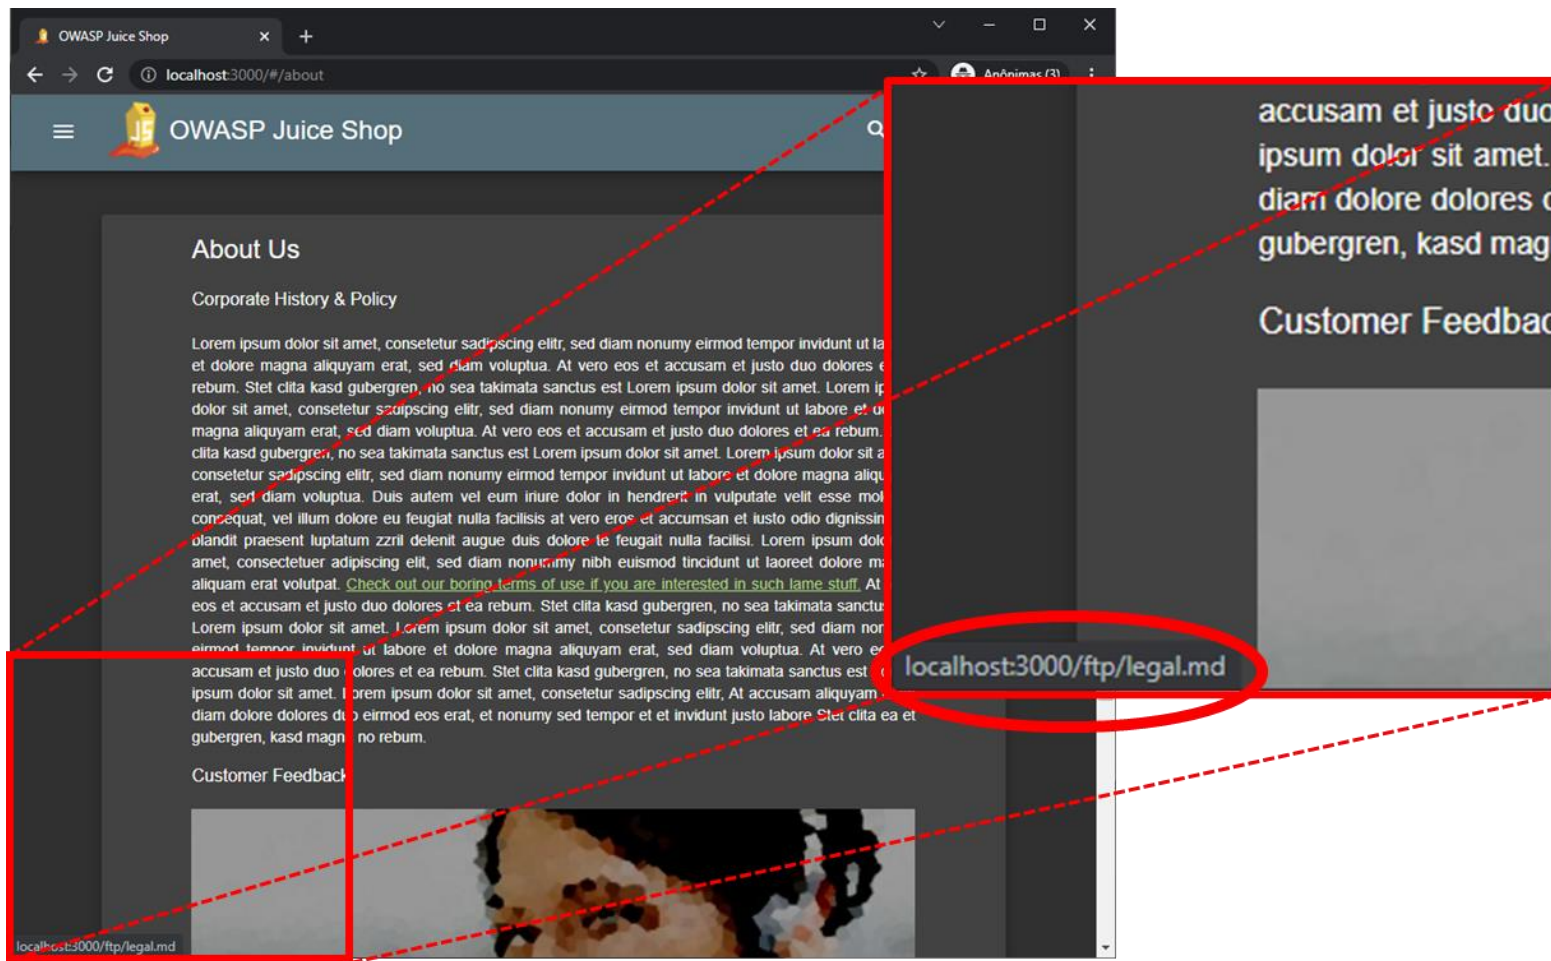 OWASP Juice Shop
localhost:3000/#/about
Anônimas (3)
OWASP Juice Shop
About Us
Corporate History & Policy
Lorem ipsum dolor sit amet, consetetur sadipscing elitr, sed diam nonumy eirmod tempor invidunt ut la
et dolore magna aliquyam erat, sed diam voluptua. At vero eos et accusam et justo duo dolores e
rebum. Stet clita kasd gubergren, no sea takimata sanctus est Lorem ipsum dolor sit amet. Lorem ip
dolor sit amet, consetetur sadipscing elitr, sed diam nonumy eirmod tempor invidunt ut labore et do
magna aliquyam erat, sed diam voluptua. At vero eos et accusam et justo duo dolores et ea rebum.
clita kasd gubergren, no sea takimata sanctus est Lorem ipsum dolor sit amet. Lorem ipsum dolor sit a
consetetur sadipscing elitr, sed diam nonumy eirmod tempor invidunt ut labore et dolore magna aliqu
erat, sed diam voluptua. Duis autem vel eum iriure dolor in hendrerit in vulputate velit esse mol
consequat, vel illum dolore eu feugiat nulla facilisis at vero eros et accumsan et iusto odio dignissin
blandit praesent luptatum zzril delenit augue duis dolore te feugait nulla facilisi. Lorem ipsum dolo
amet, consectetuer adipiscing elit, sed diam nonummy nibh euismod tincidunt ut laoreet dolore ma
aliquam erat volutpat. Check out our boring terms of use if you are interested in such lame stuff. At
eos et accusam et justo duo dolores et ea rebum. Stet clita kasd gubergren, no sea takimata sanctus
Lorem ipsum dolor sit amet. Lorem ipsum dolor sit amet, consetetur sadipscing elitr, sed diam non
eirmod tempor invidunt ut labore et dolore magna aliquyam erat, sed diam voluptua. At vero eo
accusam et justo duo dolores et ea rebum. Stet clita kasd gubergren, no sea takimata sanctus est
ipsum dolor sit amet. Lorem ipsum dolor sit amet, consetetur sadipscing elitr, At accusam aliquyam
diam dolore dolores duo eirmod eos erat, et nonumy sed tempor et et invidunt justo labore Stet clita ea et
gubergren, kasd magna no rebum.
Customer Feedback
localhost:3000/ftp/legal.md
accusam et justo duo
ipsum dolor sit amet.
diam dolore dolores d
gubergren, kasd mag
Customer Feedbac
localhost:3000/ftp/legal.md